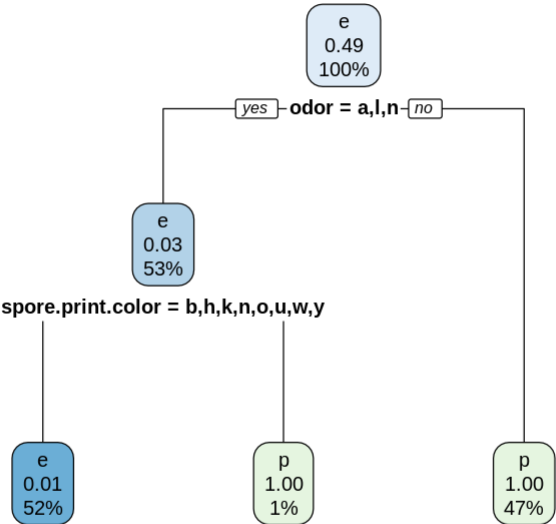 e
0.49
100%
yes odor = a,l,n no
e
0.03
53%
spore.print.color = b,h,k,n,o,u,w,y
e
0.01
52%
p
1.00
1%
p
1.00
47%